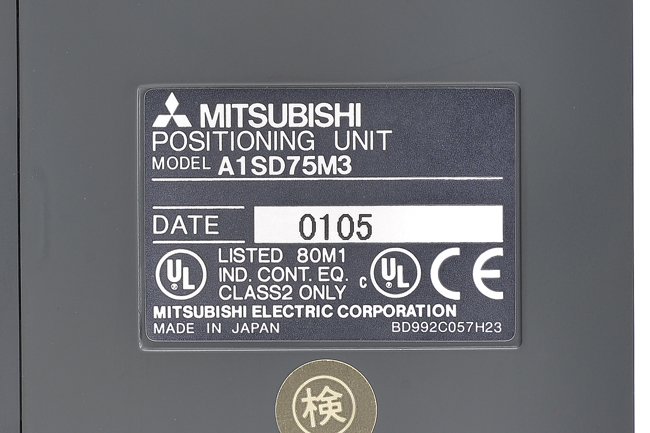 MITSUBISHI
POSITIONING UNIT
MODEL A1SD75M3
DATE 0105
UL LISTED 80M1
IND. CONT. EQ.
CLASS2 ONLY
c UL CE
MITSUBISHI ELECTRIC CORPORATION
MADE IN JAPAN BD992C057H23
検